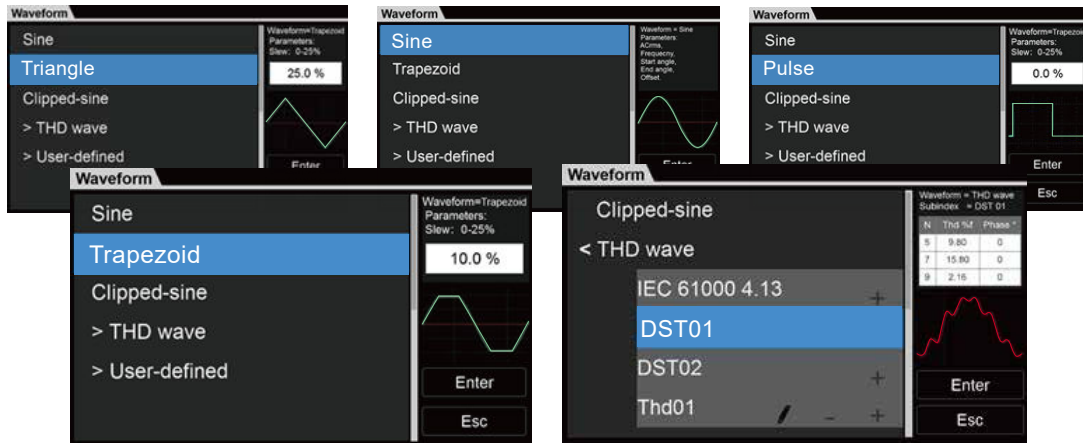 Waveform
Sine
Triangle
Clipped-sine
> THD wave
> User-defined
Waveform=Trapezoid
Parameters:
Slew: 0-25%
25.0 %
Enter
Waveform
Sine
Trapezoid
Clipped-sine
> THD wave
> User-defined
Waveform = Sine
Parameters:
ACrms,
Frequecny,
Start angle,
End angle,
Offset.
Enter
Waveform
Sine
Pulse
Clipped-sine
> THD wave
> User-defined
Waveform=Trapezoi
Parameters:
Slew: 0-25%
0.0 %
Enter
Esc
Waveform
Sine
Trapezoid
Clipped-sine
> THD wave
> User-defined
Waveform=Trapezoid
Parameters:
Slew: 0-25%
10.0 %
Enter
Esc
Waveform
Clipped-sine
< THD wave
IEC 61000 4.13 +
DST01
DST02 +
Thd01 / - +
Waveform = THD wave
Subindex = DST 01
N Thd %f Phase °
5 9.80 0
7 15.80 0
9 2.16 0
Enter
Esc